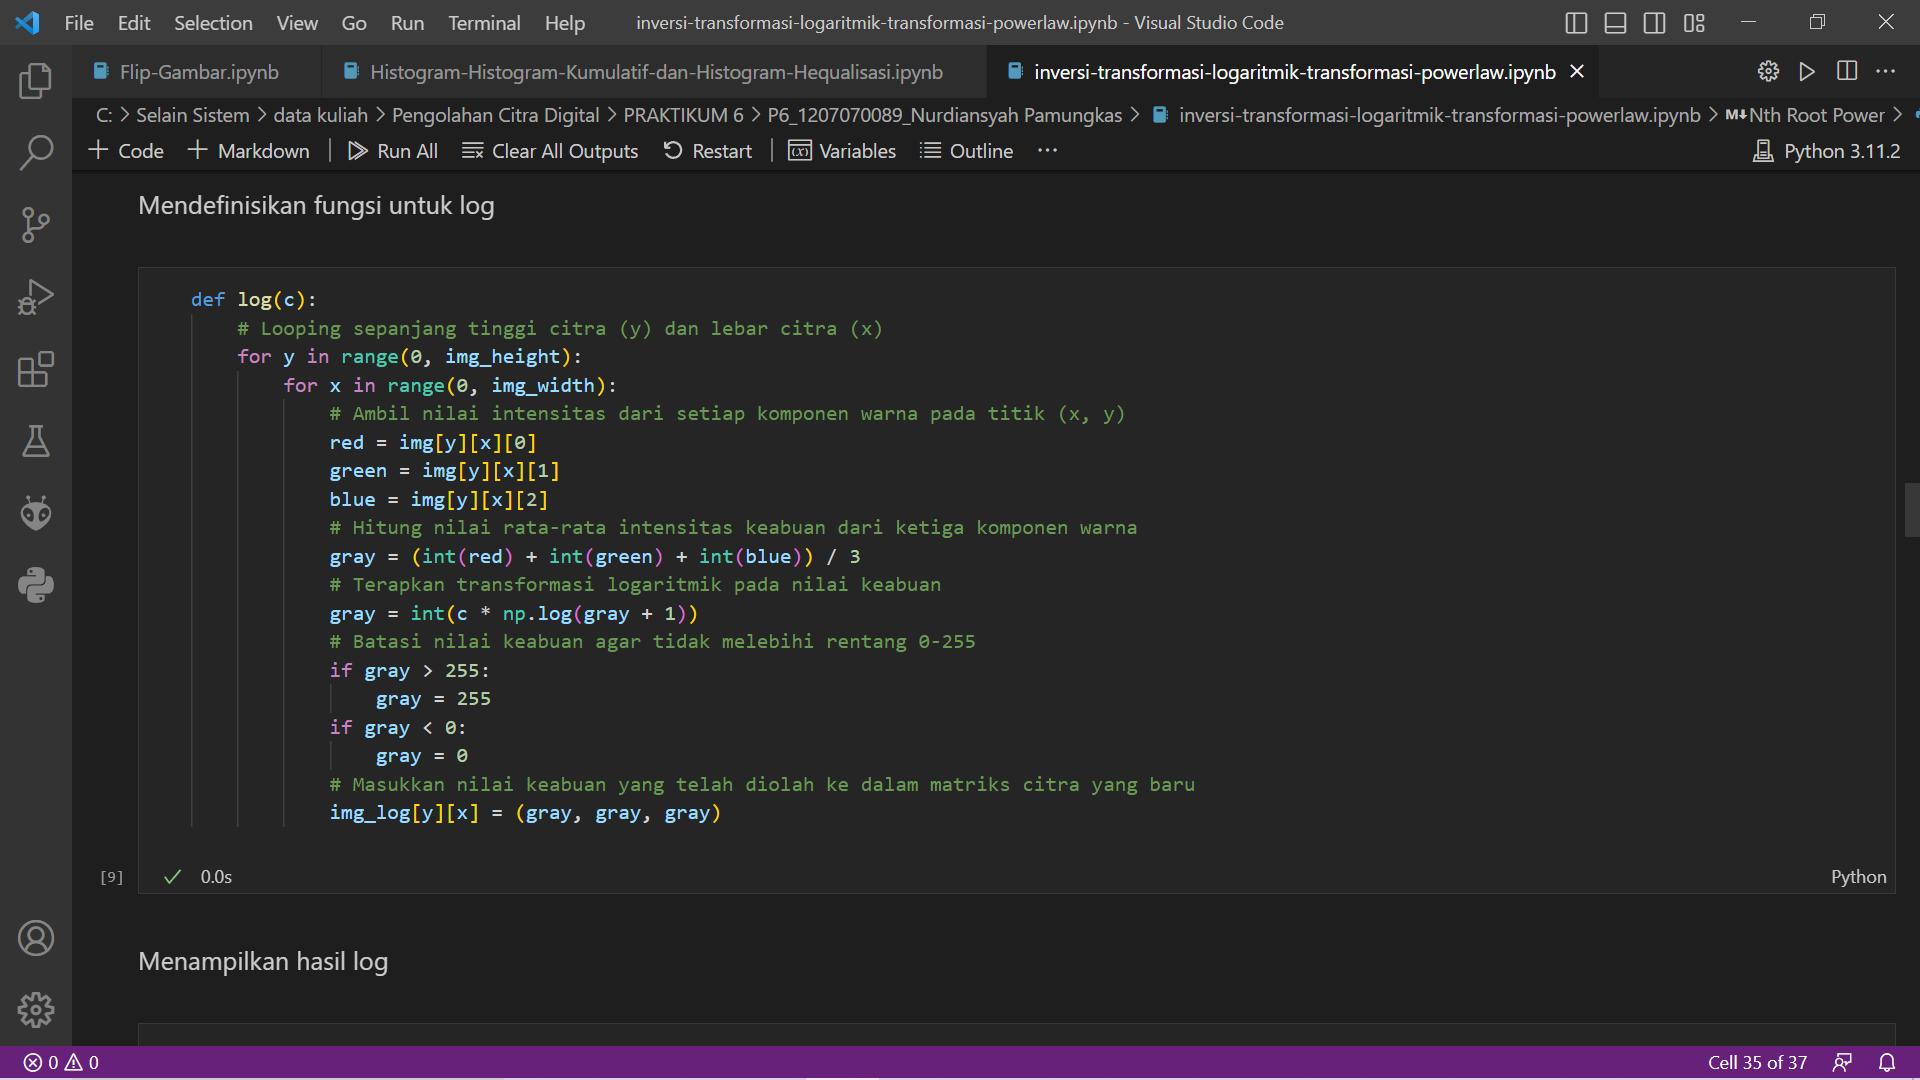 File Edit Selection View Go Run Terminal Help inversi-transformasi-logaritmik-transformasi-powerlaw.ipynb - Visual Studio Code
Flip-Gambar.ipynb Histogram-Histogram-Kumulatif-dan-Histogram-Hequalisasi.ipynb inversi-transformasi-logaritmik-transformasi-powerlaw.ipynb
C: > Selain Sistem > data kuliah > Pengolahan Citra Digital > PRAKTIKUM 6 > P6_1207070089_Nurdiansyah Pamungkas > inversi-transformasi-logaritmik-transformasi-powerlaw.ipynb > M↓Nth Root Power >
+ Code + Markdown Run All Clear All Outputs Restart Variables Outline ... Python 3.11.2
Mendefinisikan fungsi untuk log
def log(c):
# Looping sepanjang tinggi citra (y) dan lebar citra (x)
for y in range(0, img_height):
for x in range(0, img_width):
# Ambil nilai intensitas dari setiap komponen warna pada titik (x, y)
red = img[y][x][0]
green = img[y][x][1]
blue = img[y][x][2]
# Hitung nilai rata-rata intensitas keabuan dari ketiga komponen warna
gray = (int(red) + int(green) + int(blue)) / 3
# Terapkan transformasi logaritmik pada nilai keabuan
gray = int(c * np.log(gray + 1))
# Batasi nilai keabuan agar tidak melebihi rentang 0-255
if gray > 255:
gray = 255
if gray < 0:
gray = 0
# Masukkan nilai keabuan yang telah diolah ke dalam matriks citra yang baru
img_log[y][x] = (gray, gray, gray)
[9] ✓ 0.0s Python
Menampilkan hasil log
0 0 Cell 35 of 37